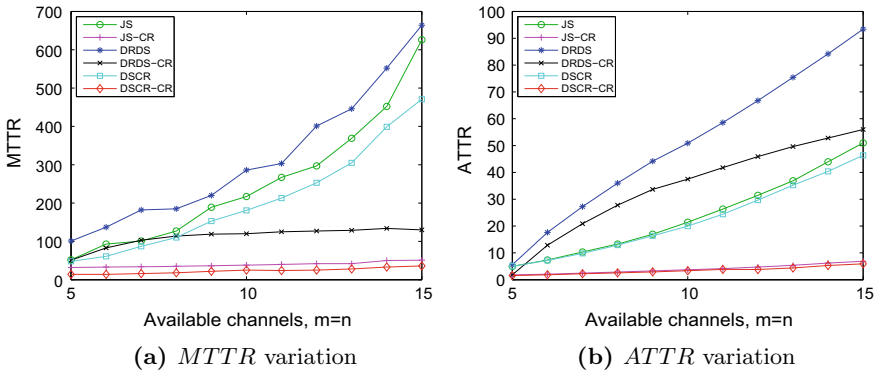 700
600
500
400
300
200
100
0
MTTR
JS
JS−CR
DRDS
DRDS−CR
DSCR
DSCR−CR
5 10 15
Available channels, m=n
(a) MTTR variation
100
90
80
70
60
50
40
30
20
10
0
ATTR
JS
JS−CR
DRDS
DRDS−CR
DSCR
DSCR−CR
5 10 15
Available channels, m=n
(b) ATTR variation